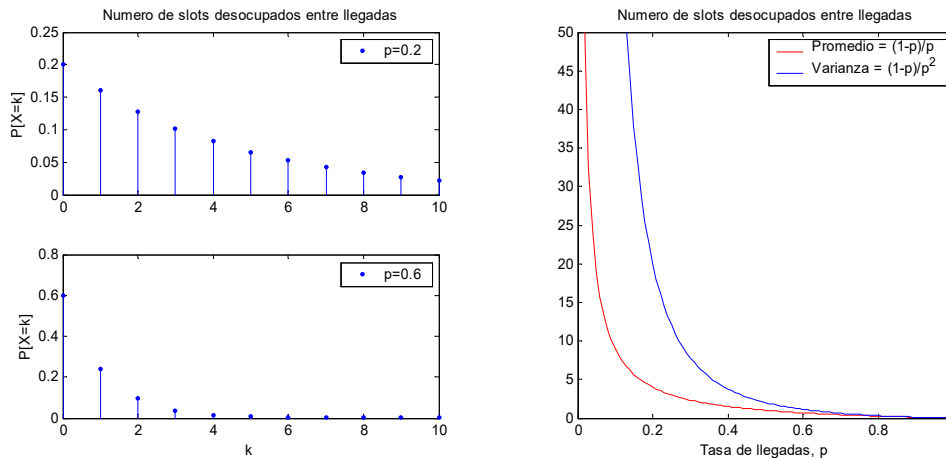 Numero de slots desocupados entre llegadas
0.25
0.2
0.15
0.1
0.05
0
P[X=k]
p=0.2
0 2 4 6 8 10
0.8
0.6
0.4
0.2
0
P[X=k]
p=0.6
0 2 4 6 8 10
k
Numero de slots desocupados entre llegadas
50
45
40
35
30
25
20
15
10
5
0
Promedio = (1-p)/p
Varianza = (1-p)/p²
0 0.2 0.4 0.6 0.8
Tasa de llegadas, p